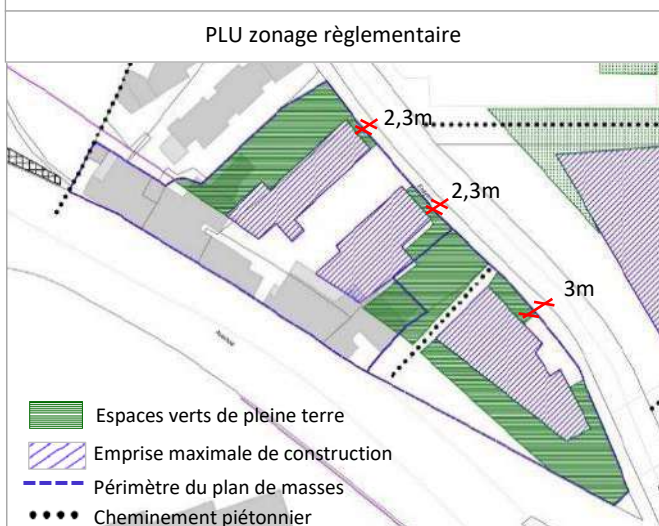 PLU zonage règlementaire
2,3m
2,3m
3m
Espaces verts de pleine terre
Emprise maximale de construction
Périmètre du plan de masses
Cheminement piétonnier